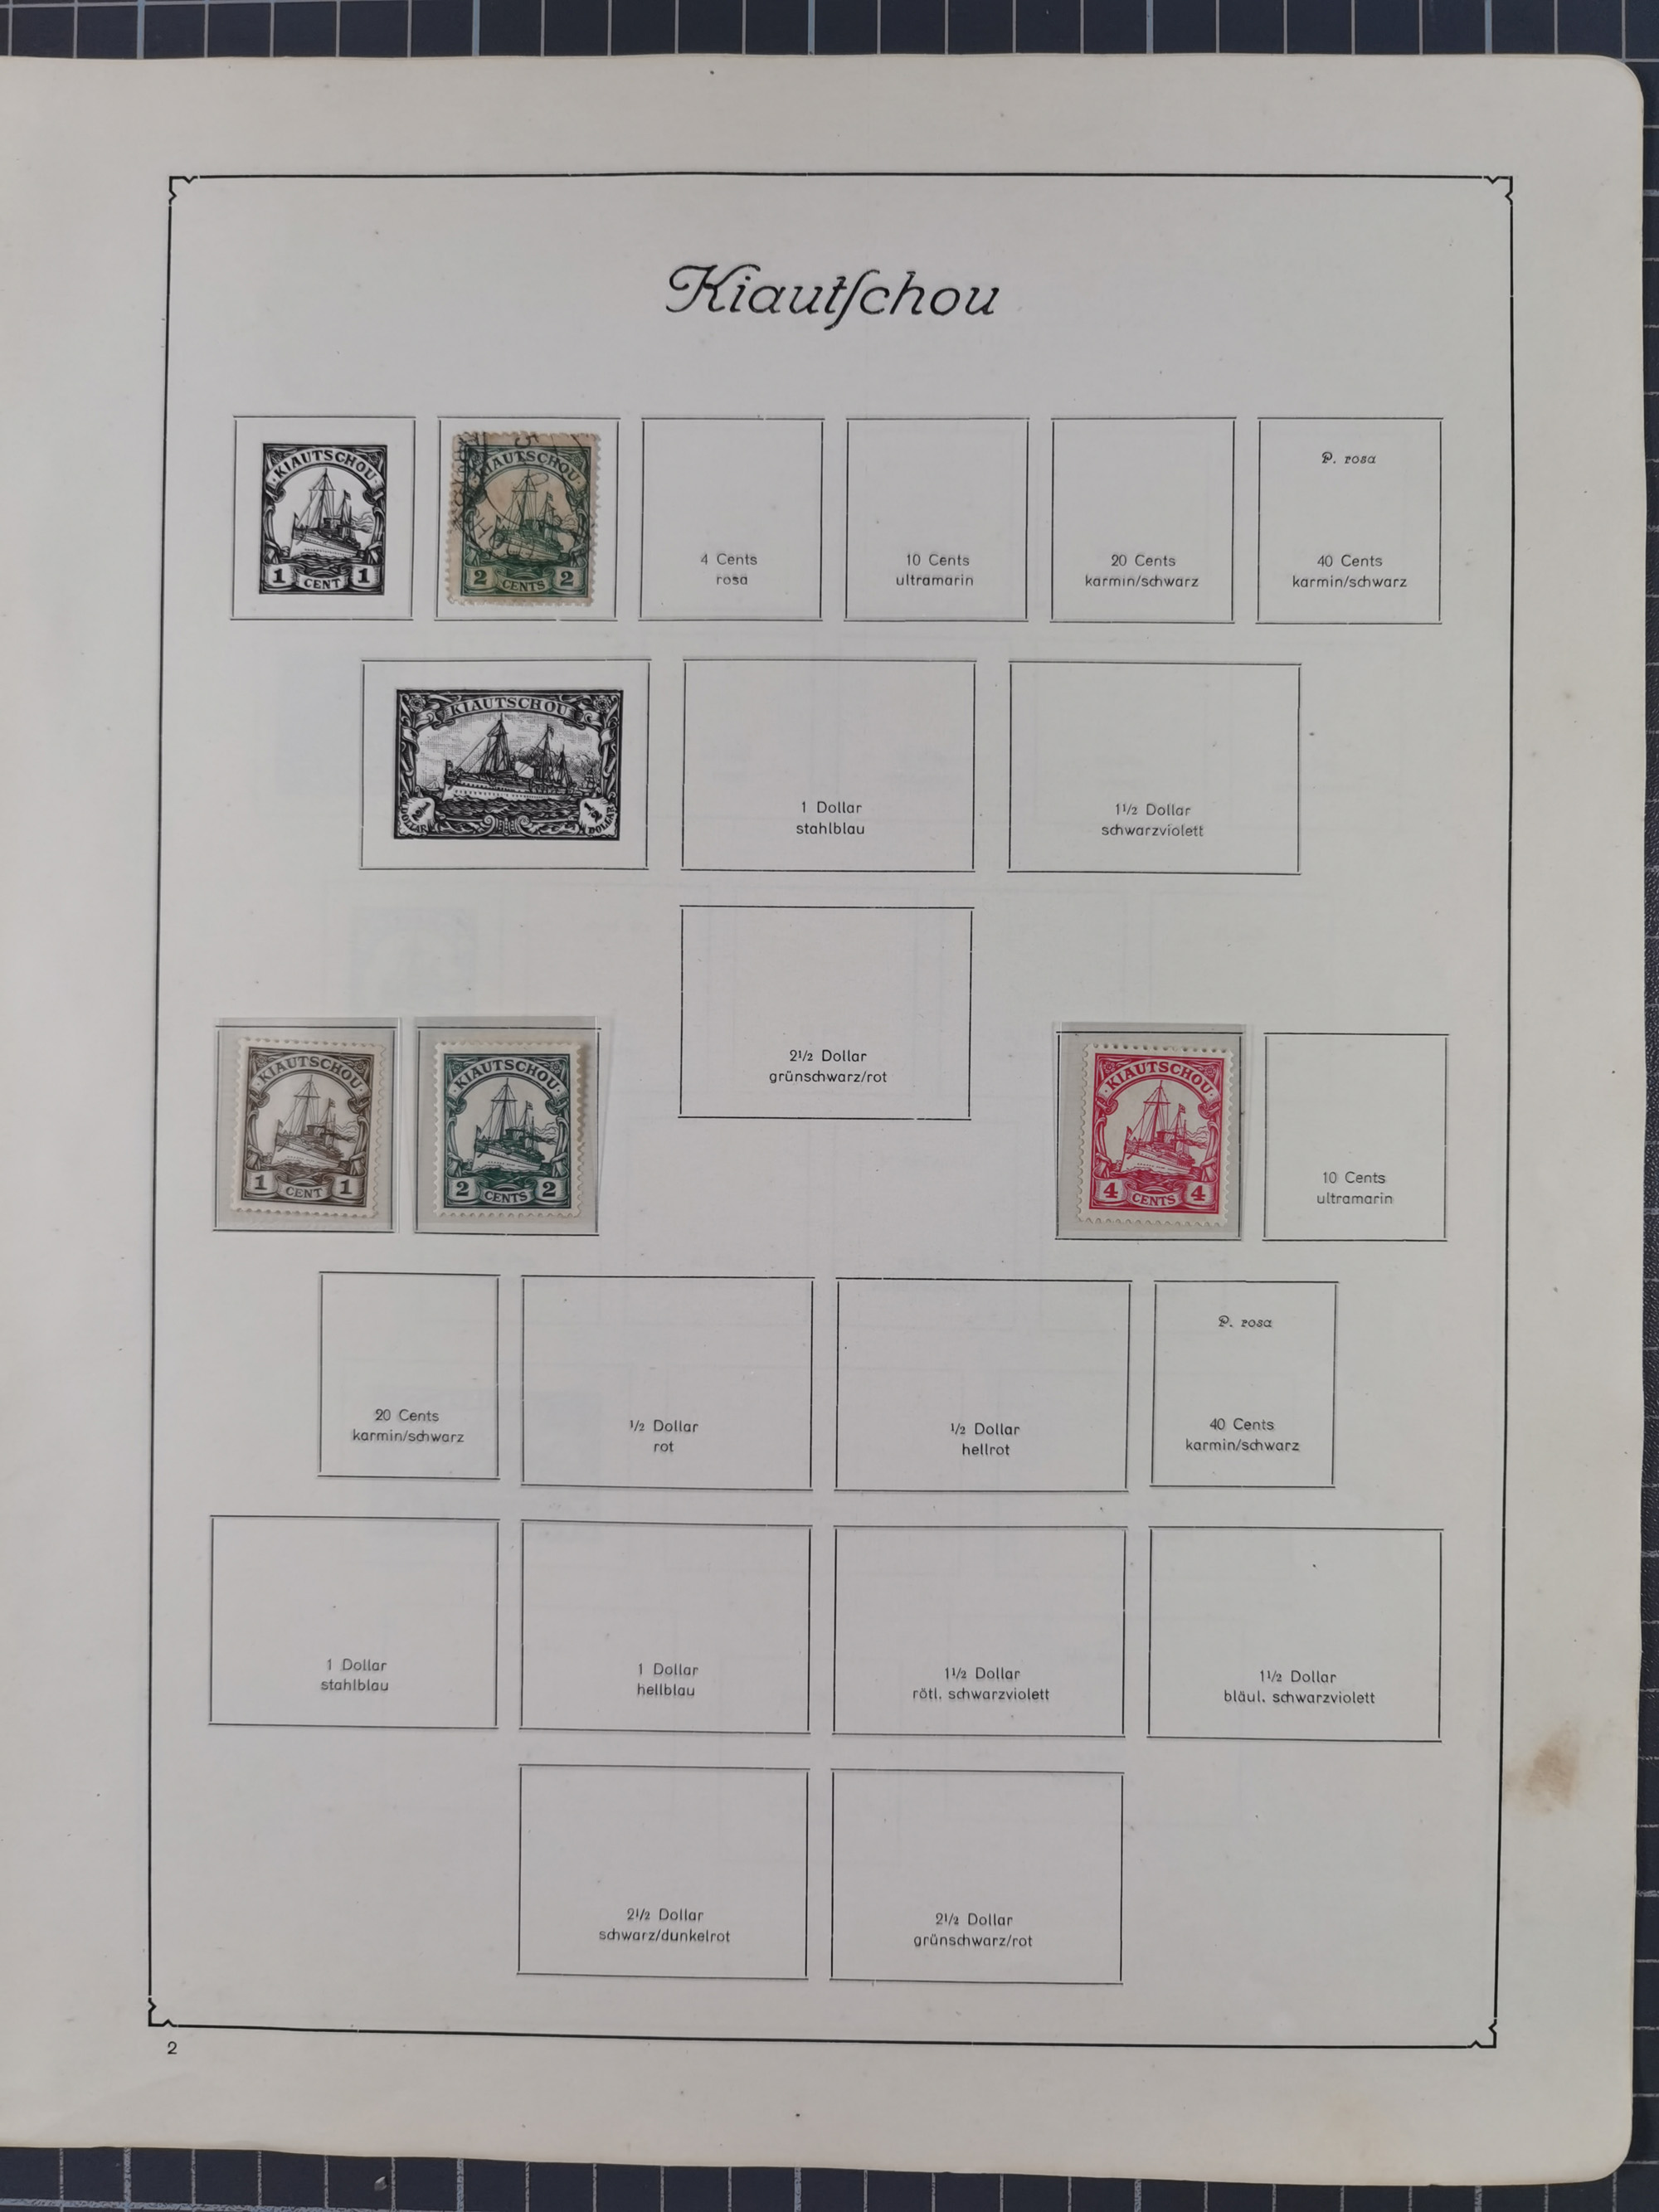 Kiautſchou
KIAUTSCHOU
1 CENT 1
KIAUTSCHOU
2 CENTS 2
4 Cents
rosa
10 Cents
ultramarin
20 Cents
karmin/schwarz
P. rosa
40 Cents
karmin/schwarz
KIAUTSCHOU
DOLLAR DOLLAR
1 Dollar
stahlblau
1½ Dollar
schwarzviolett
2½ Dollar
grünschwarz/rot
KIAUTSCHOU
1 CENT 1
KIAUTSCHOU
2 CENTS 2
KIAUTSCHOU
4 CENTS 4
10 Cents
ultramarin
20 Cents
karmin/schwarz
½ Dollar
rot
½ Dollar
hellrot
P. rosa
40 Cents
karmin/schwarz
1 Dollar
stahlblau
1 Dollar
hellblau
1½ Dollar
rötl. schwarzviolett
1½ Dollar
bläul. schwarzviolett
2½ Dollar
schwarz/dunkelrot
2½ Dollar
grünschwarz/rot
2